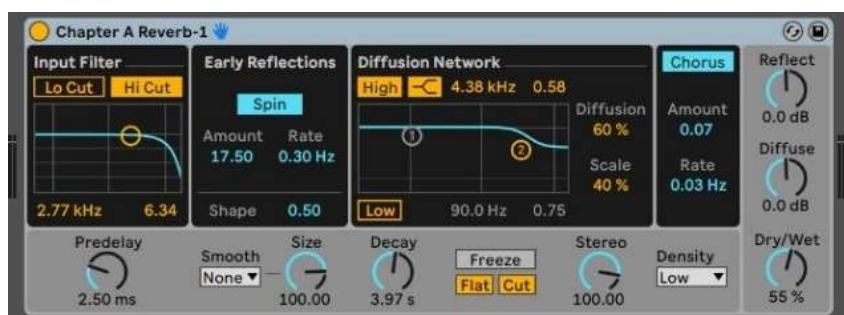 Chapter A Reverb-1
Input Filter
Lo Cut Hi Cut
2.77 kHz 6.34
Early Reflections
Spin
Amount Rate
17.50 0.30 Hz
Shape 0.50
Diffusion Network
High 4.38 kHz 0.58
1
2
Diffusion
60 %
Scale
40 %
Low 90.0 Hz 0.75
Chorus
Amount
0.07
Rate
0.03 Hz
Reflect
0.0 dB
Diffuse
0.0 dB
Dry/Wet
55 %
Predelay
2.50 ms
Smooth
None
Size
100.00
Decay
3.97 s
Freeze
Flat Cut
Stereo
100.00
Density
Low